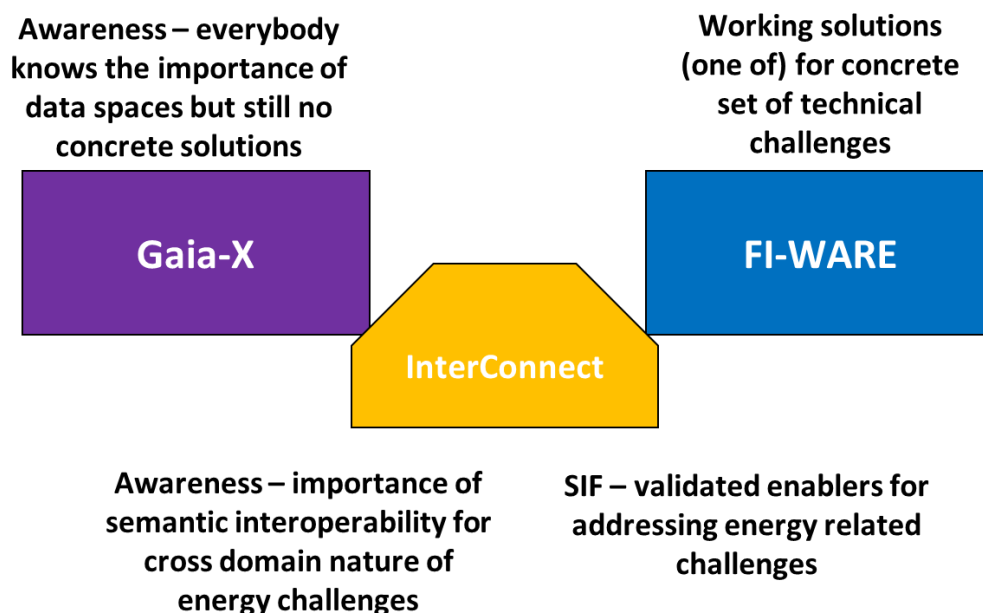 Awareness – everybody
knows the importance of
data spaces but still no
concrete solutions
Working solutions
(one of) for concrete
set of technical
challenges
Gaia-X
FI-WARE
InterConnect
Awareness – importance of
semantic interoperability for
cross domain nature of
energy challenges
SIF – validated enablers for
addressing energy related
challenges